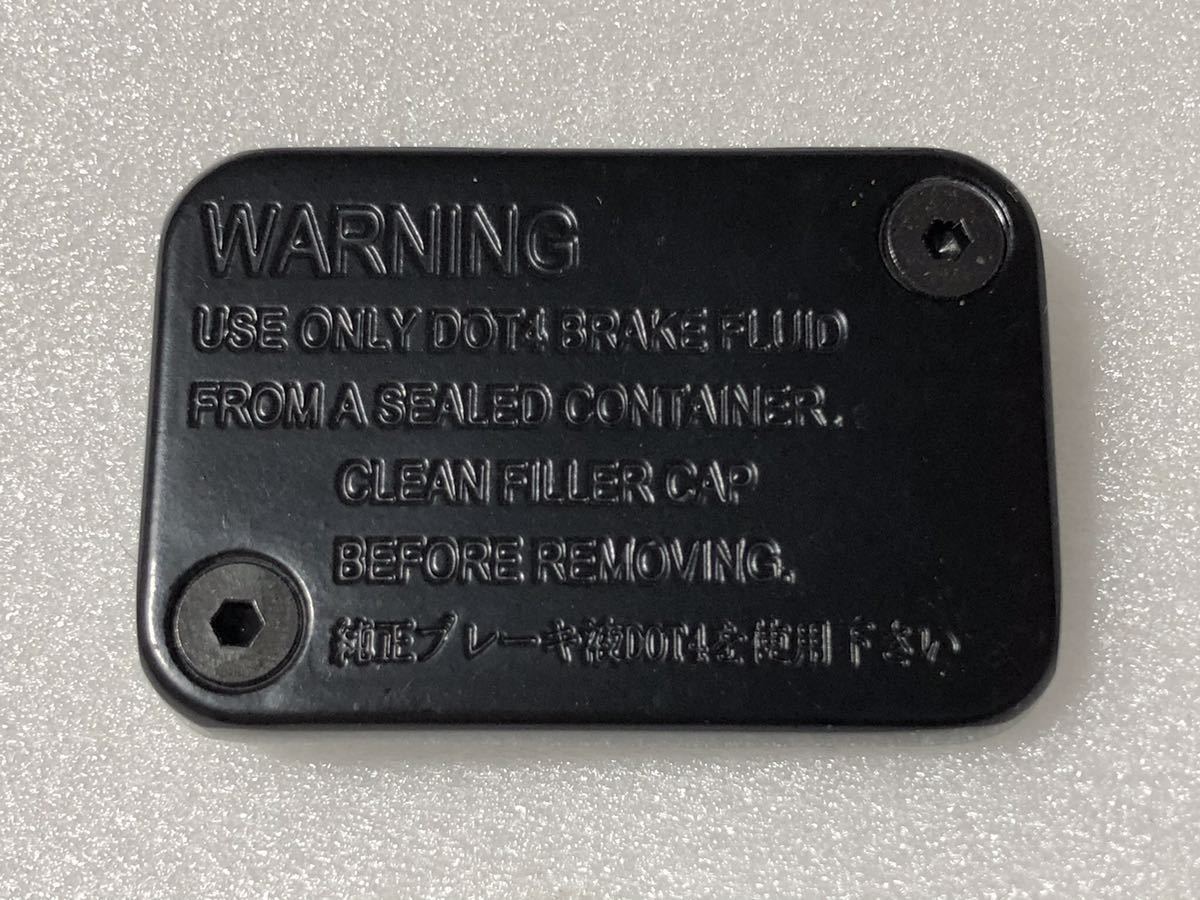 WARNING
USE ONLY DOT4 BRAKE FLUID
FROM A SEALED CONTAINER.
CLEAN FILLER CAP
BEFORE REMOVING.
純正ブレーキ液DOT4を使用下さい